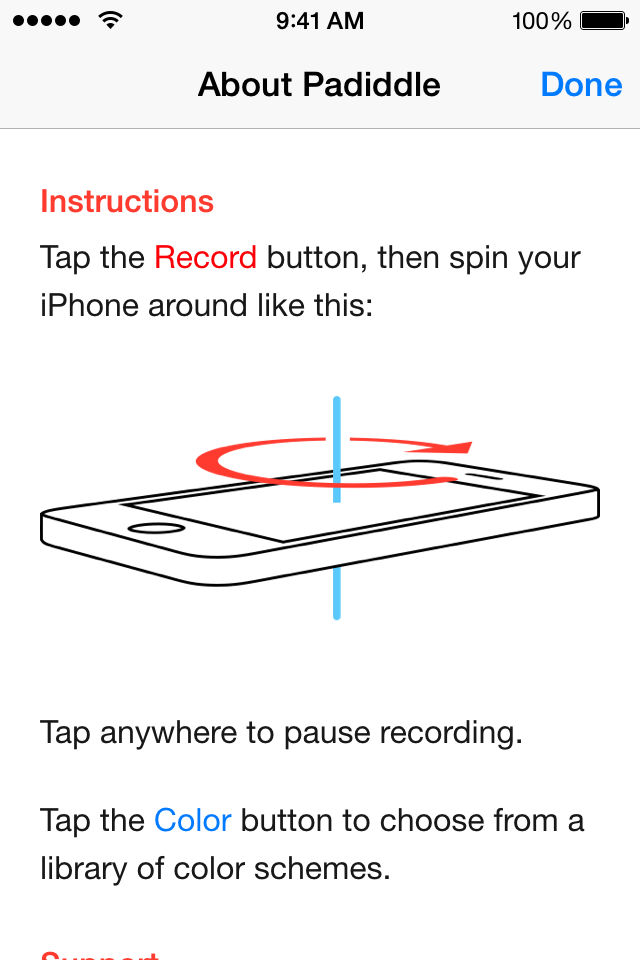 9:41 AM
100%
About Padiddle
Done
Instructions
Tap the Record button, then spin your
iPhone around like this:
Tap anywhere to pause recording.
Tap the Color button to choose from a
library of color schemes.
Support